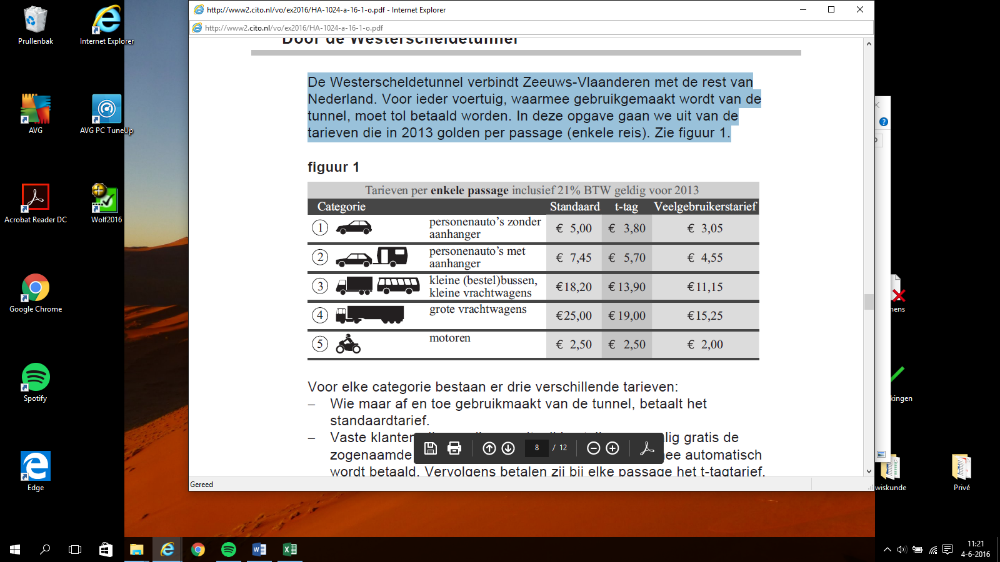 http://www2.cito.nl/vo/ex2016/HA-1024-a-16-1-o.pdf - Internet Explorer
http://www2.cito.nl/vo/ex2016/HA-1024-a-16-1-o.pdf
Door de Westerscheldetunnel
De Westerscheldetunnel verbindt Zeeuws-Vlaanderen met de rest van
Nederland. Voor ieder voertuig, waarmee gebruikgemaakt wordt van de
tunnel, moet tol betaald worden. In deze opgave gaan we uit van de
tarieven die in 2013 golden per passage (enkele reis). Zie figuur 1.
figuur 1
Tarieven per enkele passage inclusief 21% BTW geldig voor 2013
Categorie Standaard t-tag Veelgebruikerstarief
1 personenauto's zonder
aanhanger € 5,00 € 3,80 € 3,05
2 personenauto's met
aanhanger € 7,45 € 5,70 € 4,55
3 kleine (bestel)bussen,
kleine vrachtwagens €18,20 €13,90 €11,15
4 grote vrachtwagens €25,00 €19,00 €15,25
5 motoren € 2,50 € 2,50 € 2,00
Voor elke categorie bestaan er drie verschillende tarieven:
– Wie maar af en toe gebruikmaakt van de tunnel, betaalt het
standaardtarief.
– Vaste klanten lig gratis de
zogenaamde automatisch
wordt betaald. Vervolgens betalen zij bij elke passage het t-tagtarief.
8 / 12
Gereed
Prullenbak
Internet Explorer
AVG
AVG PC TuneUp
Acrobat Reader DC
Wolf2016
Google Chrome
Spotify
Edge
nens
kingen
wiskunde
Privé
11:21
4-6-2016